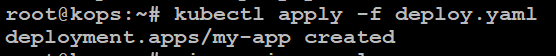 root@kops:~# kubectl apply -f deploy.yaml
deployment.apps/my-app created